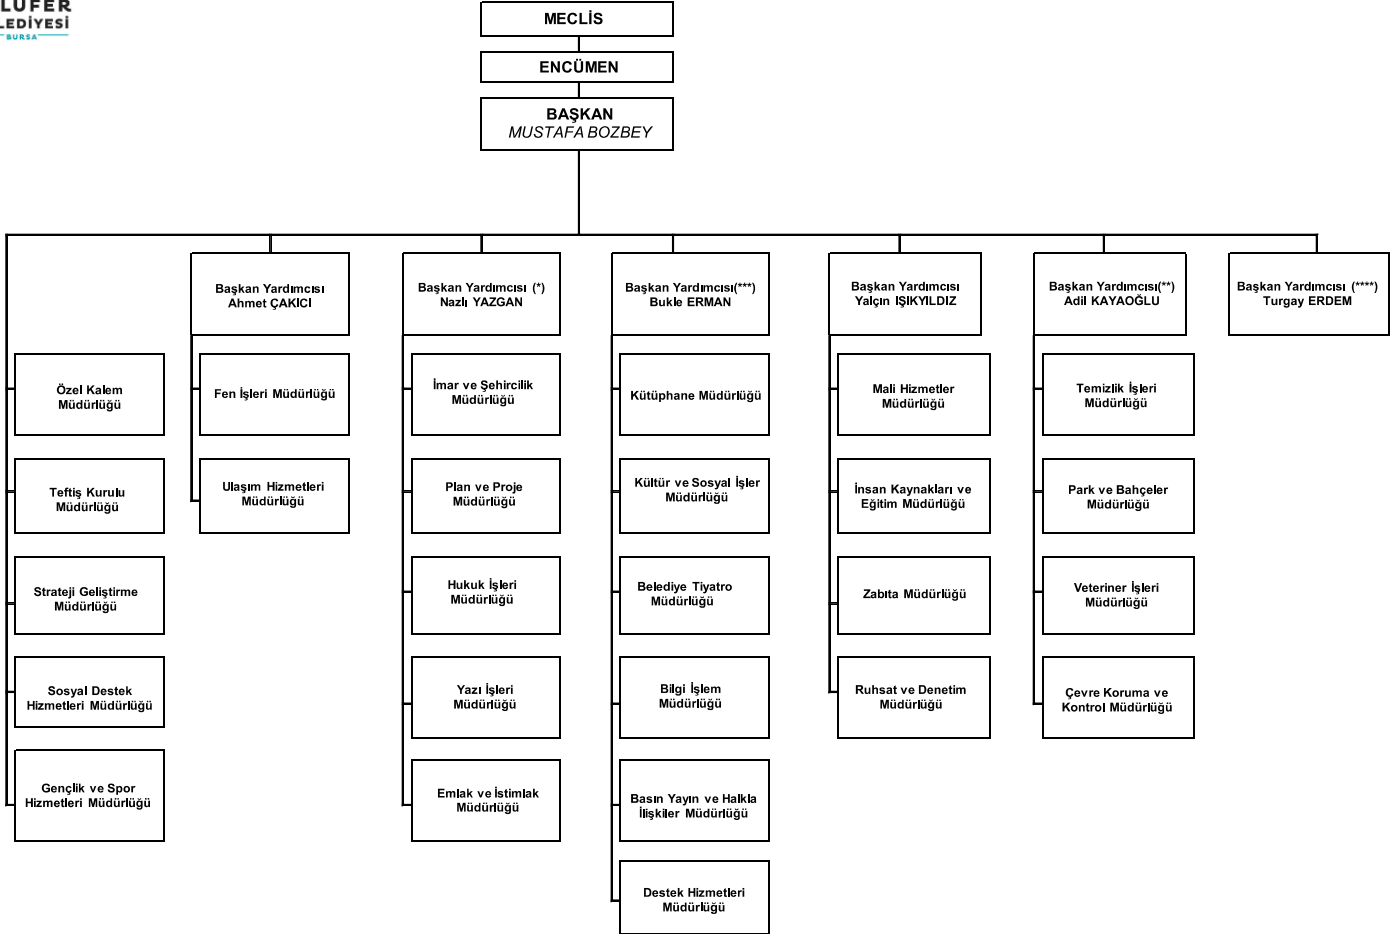 LÜFER
LEDİYESİ
BURSA
MECLİS
ENCÜMEN
BAŞKAN
MUSTAFA BOZBEY
Başkan Yardımcısı
Ahmet ÇAKICI
Başkan Yardımcısı (*)
Nazlı YAZGAN
Başkan Yardımcısı(***)
Bukle ERMAN
Başkan Yardımcısı
Yalçın IŞIKYILDIZ
Başkan Yardımcısı(**)
Adil KAYAOĞLU
Başkan Yardımcısı (****)
Turgay ERDEM
Özel Kalem
Müdürlüğü
Teftiş Kurulu
Müdürlüğü
Strateji Geliştirme
Müdürlüğü
Sosyal Destek
Hizmetleri Müdürlüğü
Gençlik ve Spor
Hizmetleri Müdürlüğü
Fen İşleri Müdürlüğü
Ulaşım Hizmetleri
Müdürlüğü
İmar ve Şehircilik
Müdürlüğü
Plan ve Proje
Müdürlüğü
Hukuk İşleri
Müdürlüğü
Yazı İşleri
Müdürlüğü
Emlak ve İstimlak
Müdürlüğü
Kütüphane Müdürlüğü
Kültür ve Sosyal İşler
Müdürlüğü
Belediye Tiyatro
Müdürlüğü
Bilgi İşlem
Müdürlüğü
Basın Yayın ve Halkla
İlişkiler Müdürlüğü
Destek Hizmetleri
Müdürlüğü
Mali Hizmetler
Müdürlüğü
İnsan Kaynakları ve
Eğitim Müdürlüğü
Zabıta Müdürlüğü
Ruhsat ve Denetim
Müdürlüğü
Temizlik İşleri
Müdürlüğü
Park ve Bahçeler
Müdürlüğü
Veteriner İşleri
Müdürlüğü
Çevre Koruma ve
Kontrol Müdürlüğü